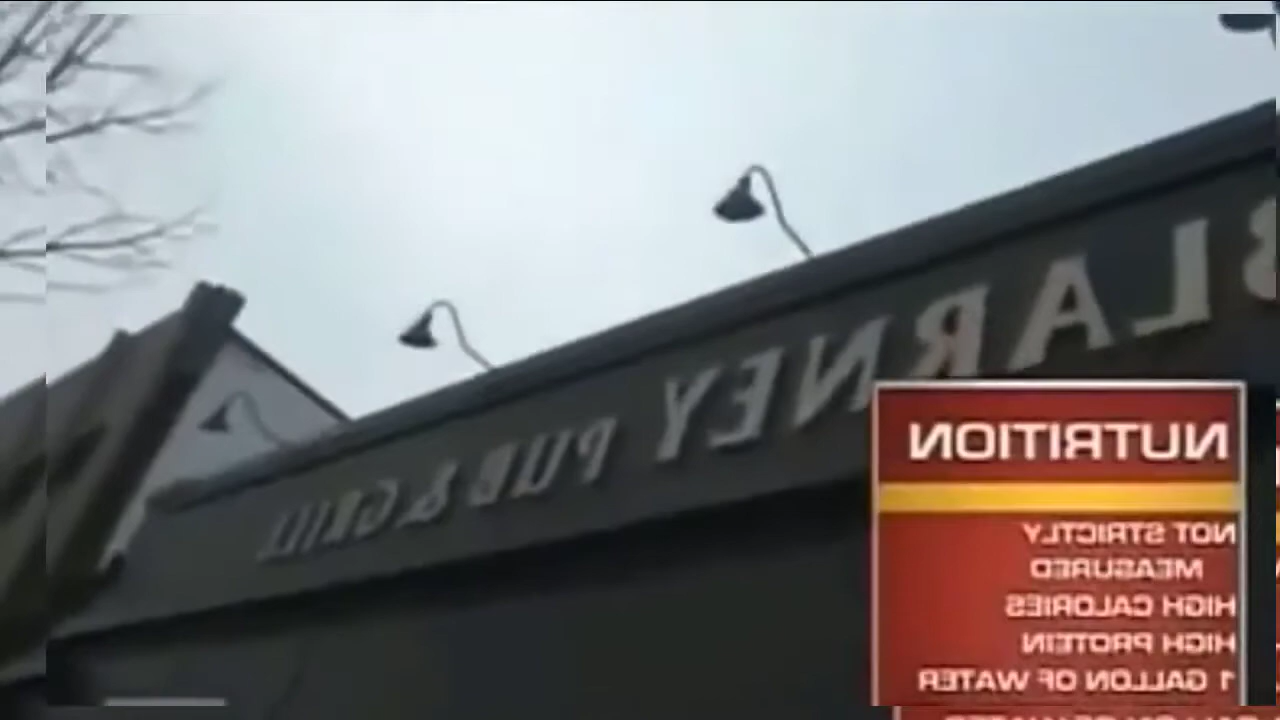 BLARNEY PUB & GRILL
NUTRITION
NOT STRICTLY
MEASURED
HIGH CALORIES
HIGH PROTEIN
1 GALLON OF WATER